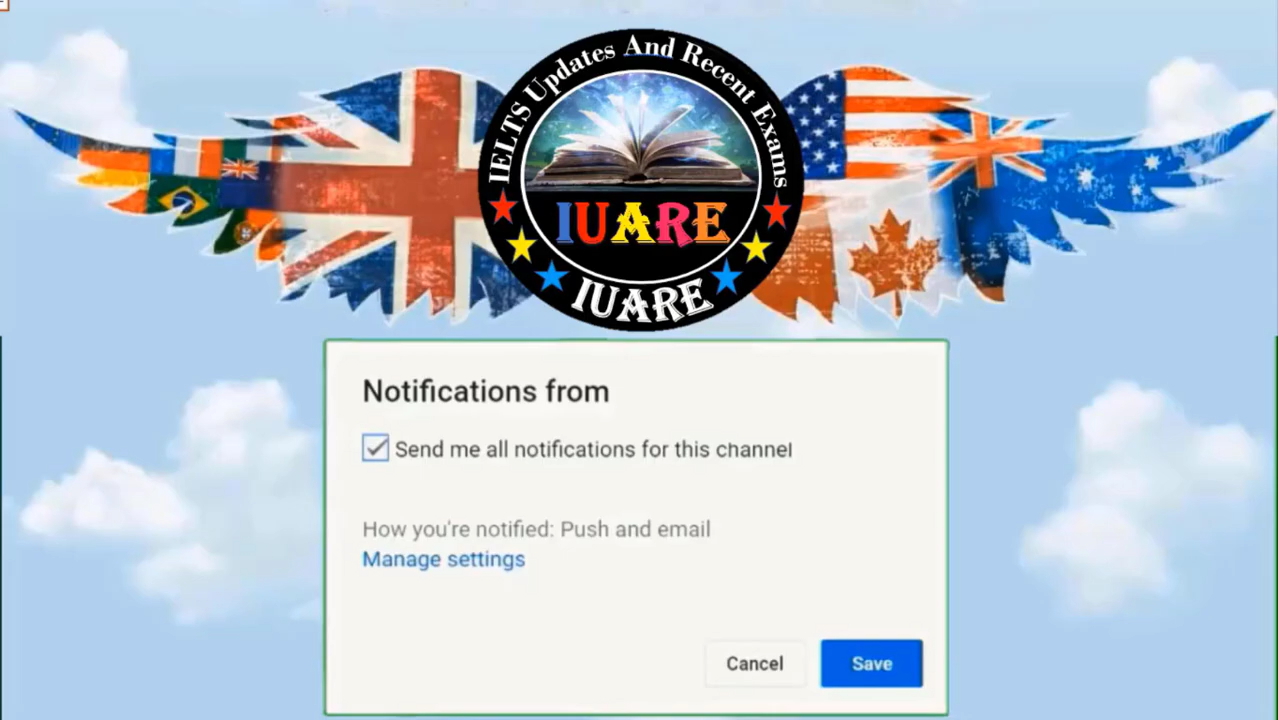 IELTS Updates And Recent Exams
IUARE
IUARE
Notifications from
Send me all notifications for this channel
How you're notified: Push and email
Manage settings
Cancel
Save